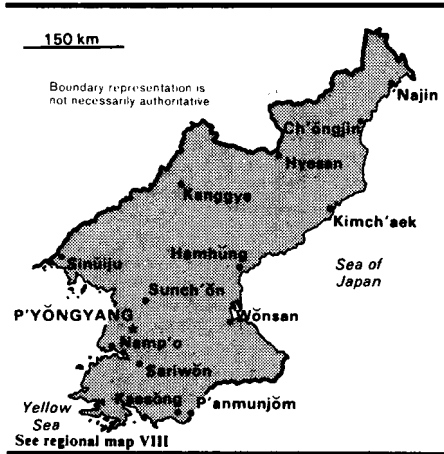 150 km
Boundary representation is
not necessarily authoritative
Najin
Ch'ŏngjin
Hyesan
Kanggye
Kimch'aek
Hamhŭng
Sea of
Japan
Sinŭiju
Sunch'ŏn
P'YŎNGYANG
Wŏnsan
Namp'o
Sariwŏn
Kaesŏng
P'anmunjŏm
Yellow
Sea
See regional map VIII